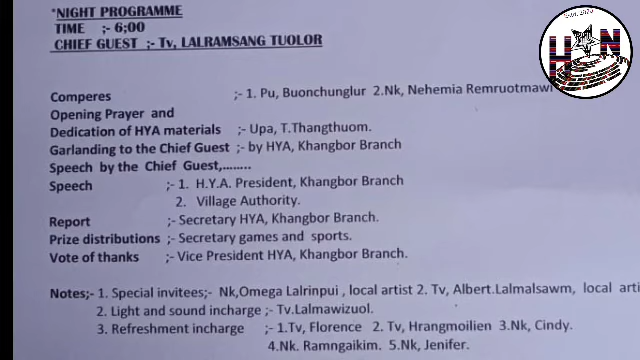 *NIGHT PROGRAMME
TIME ;- 6;00
CHIEF GUEST ;- Tv, LALRAMSANG TUOLOR
Comperes ;- 1. Pu, Buonchunglur 2.Nk, Nehemia Remruotmawi
Opening Prayer and
Dedication of HYA materials ;- Upa, T.Thangthuom.
Garlanding to the Chief Guest ;- by HYA, Khangbor Branch
Speech by the Chief Guest,........
Speech ;- 1. H.Y.A. President, Khangbor Branch
2. Village Authority.
Report ;- Secretary HYA, Khangbor Branch.
Prize distributions ;- Secretary games and sports.
Vote of thanks ;- Vice President HYA, Khangbor Branch.
Notes;- 1. Special invitees;- Nk,Omega Lalrinpui , local artist 2. Tv, Albert.Lalmalsawm, local arti
2. Light and sound incharge ;- Tv.Lalmawizuol.
3. Refreshment incharge ;- 1.Tv, Florence 2. Tv, Hrangmoilien 3.Nk, Cindy.
4.Nk. Ramngaikim. 5.Nk, Jenifer.
H N